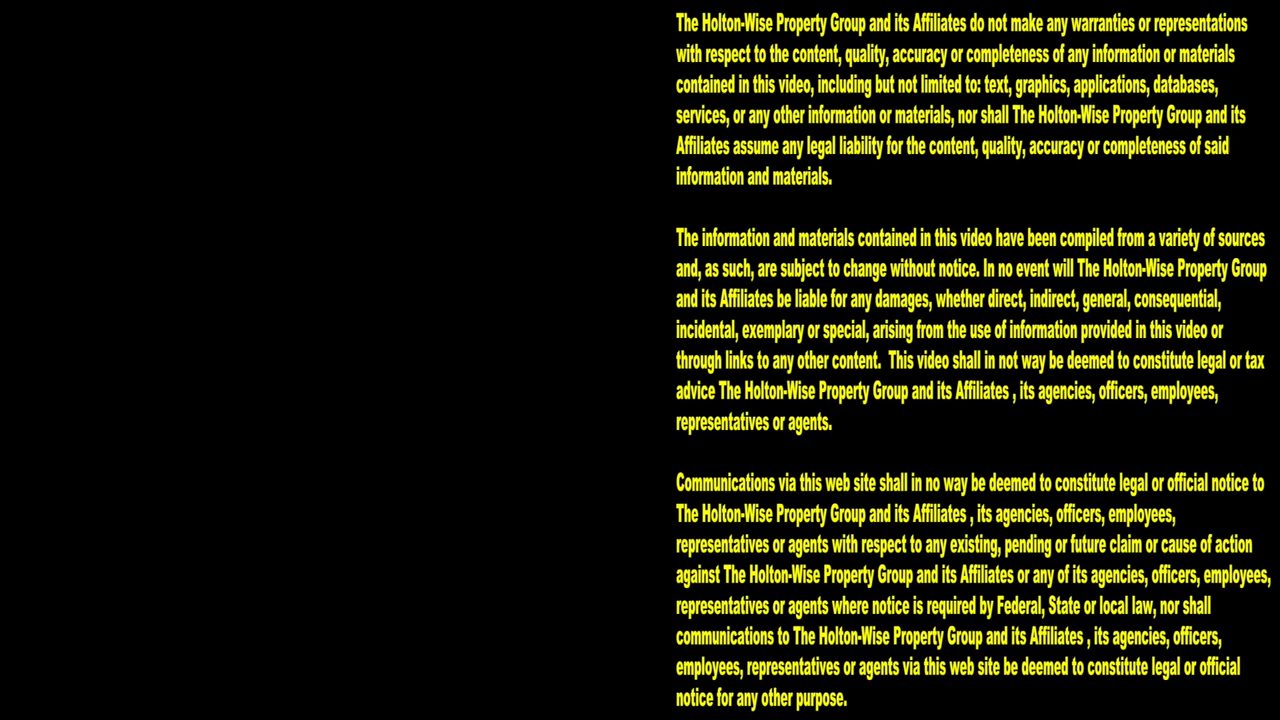 The Holton-Wise Property Group and its Affiliates do not make any warranties or representations
with respect to the content, quality, accuracy or completeness of any information or materials
contained in this video, including but not limited to: text, graphics, applications, databases,
services, or any other information or materials, nor shall The Holton-Wise Property Group and its
Affiliates assume any legal liability for the content, quality, accuracy or completeness of said
information and materials.
The information and materials contained in this video have been compiled from a variety of sources
and, as such, are subject to change without notice. In no event will The Holton-Wise Property Group
and its Affiliates be liable for any damages, whether direct, indirect, general, consequential,
incidental, exemplary or special, arising from the use of information provided in this video or
through links to any other content.  This video shall in not way be deemed to constitute legal or tax
advice The Holton-Wise Property Group and its Affiliates , its agencies, officers, employees,
representatives or agents.
Communications via this web site shall in no way be deemed to constitute legal or official notice to
The Holton-Wise Property Group and its Affiliates , its agencies, officers, employees,
representatives or agents with respect to any existing, pending or future claim or cause of action
against The Holton-Wise Property Group and its Affiliates or any of its agencies, officers, employees,
representatives or agents where notice is required by Federal, State or local law, nor shall
communications to The Holton-Wise Property Group and its Affiliates , its agencies, officers,
employees, representatives or agents via this web site be deemed to constitute legal or official
notice for any other purpose.